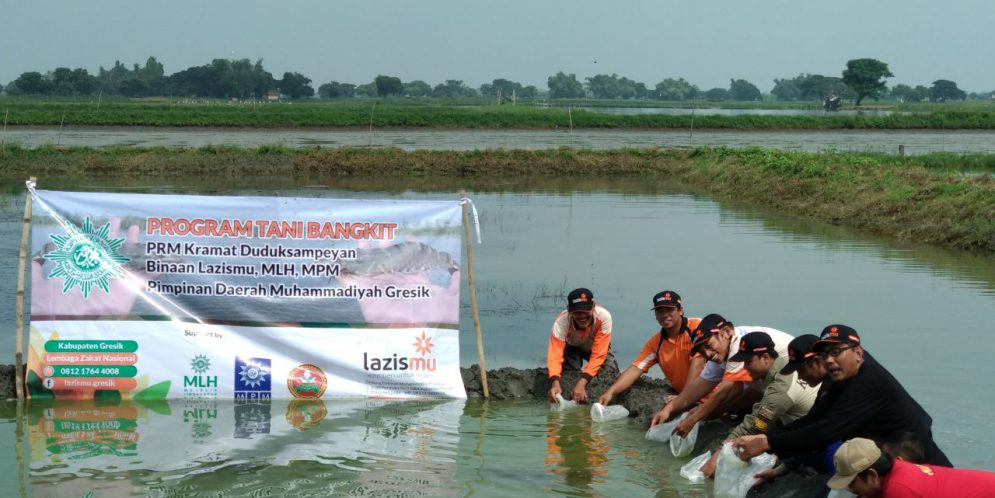 PROGRAM TANI BANGKIT
PRM Kramat Duduksampeyan
Binaan Lazismu, MLH, MPM
Pimpinan Daerah Muhammadiyah Gresik
Support by:
Kabupaten Gresik
Lembaga Zakat Nasional
0812 1764 4008
lazismu.gresik
MLH
MPM
lazismu